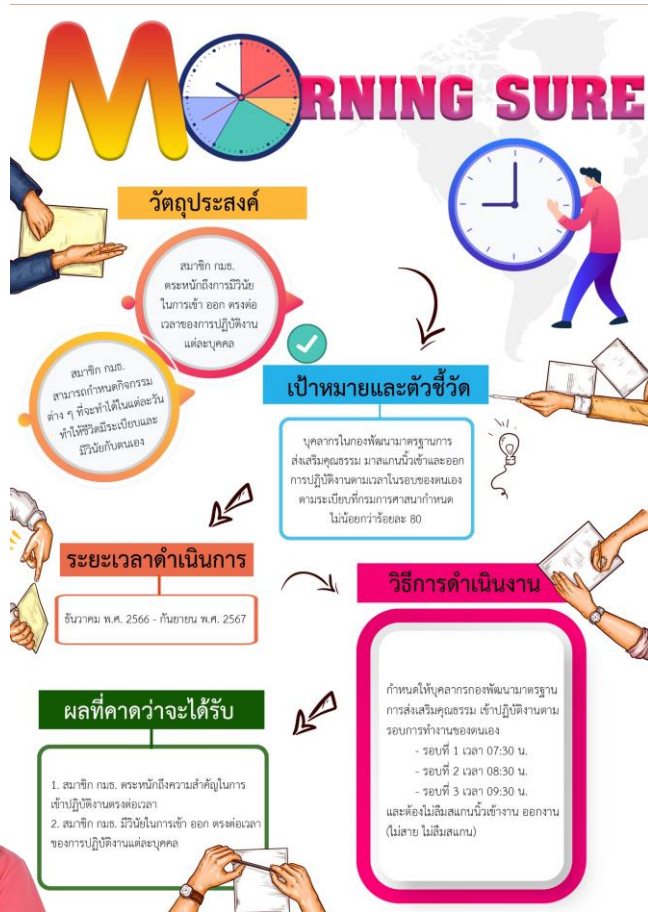 MORNING SURE
วัตถุประสงค์
สมาชิก กมธ.
ตระหนักถึงการมีวินัย
ในการเข้า ออก ตรงต่อ
เวลาของการปฏิบัติงาน
แต่ละบุคคล
สมาชิก กมธ.
สามารถกำหนดกิจกรรม
ต่าง ๆ ที่จะทำได้ในแต่ละวัน
ทำให้ชีวิตมีระเบียบและ
มีวินัยกับตนเอง
เป้าหมายและตัวชี้วัด
บุคลากรในกองพัฒนามาตรฐานการ
ส่งเสริมคุณธรรม มาสแกนนิ้วเข้าและออก
การปฏิบัติงานตามเวลาในรอบของตนเอง
ตามระเบียบที่กรมการศาสนากำหนด
ไม่น้อยกว่าร้อยละ 80
ระยะเวลาดำเนินการ
ธันวาคม พ.ศ. 2566 - กันยายน พ.ศ. 2567
วิธีการดำเนินงาน
กำหนดให้บุคลากรกองพัฒนามาตรฐาน
การส่งเสริมคุณธรรม เข้าปฏิบัติงานตาม
รอบการทำงานของตนเอง
- รอบที่ 1 เวลา 07:30 น.
- รอบที่ 2 เวลา 08:30 น.
- รอบที่ 3 เวลา 09:30 น.
และต้องไม่ลืมสแกนนิ้วเข้างาน ออกงาน
(ไม่สาย ไม่ลืมสแกน)
ผลที่คาดว่าจะได้รับ
1. สมาชิก กมธ. ตระหนักถึงความสำคัญในการ
เข้าปฏิบัติงานตรงต่อเวลา
2. สมาชิก กมธ. มีวินัยในการเข้า ออก ตรงต่อเวลา
ของการปฏิบัติงานแต่ละบุคคล